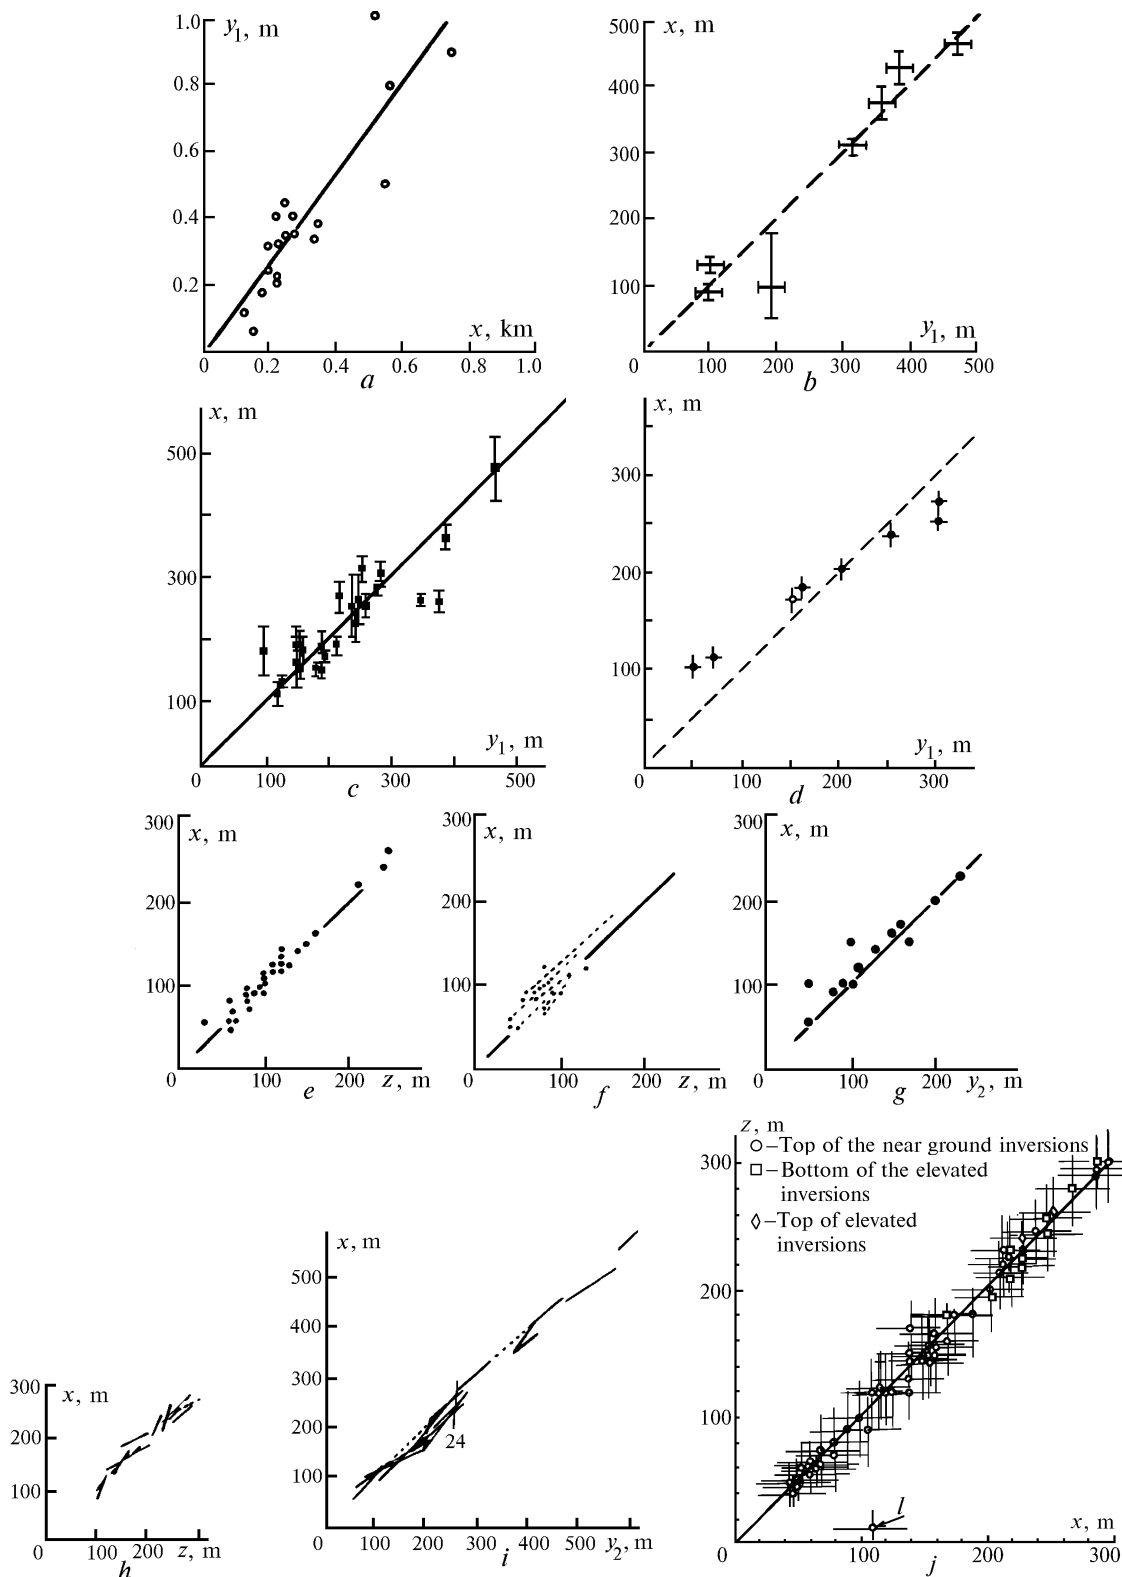 1.0
y₁, m
0.8
0.6
0.4
0.2
x, km
0 0.2 0.4 0.6 0.8 1.0
a
500
x, m
400
300
200
100
y₁, m
0 100 200 300 400 500
b
x, m
500
300
100
y₁, m
0 100 300 500
c
x, m
300
200
100
y₁, m
0 100 200 300
d
300
x, m
200
100
0 100 200 z, m
e
300
x, m
200
100
0 100 200 z, m
f
300
x, m
200
100
0 100 200 y₂, m
g
300
x, m
200
100
0 100 200 z, m
h
x, m
500
400
300
200
24
100
0 100 200 300 400 500 y₂, m
i
z, m
Top of the near ground inversions
300
Bottom of the elevated
inversions
Top of elevated
inversions
200
100
l
x, m
0 100 200 300
j